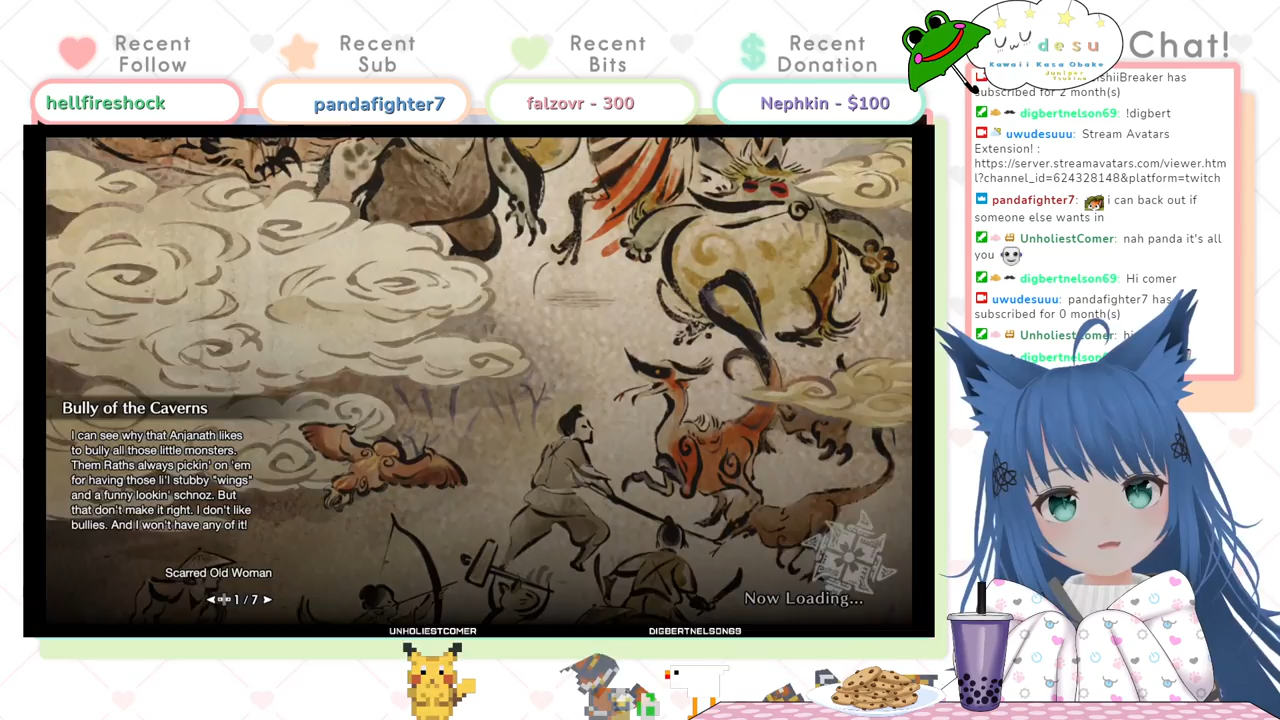 Recent
Follow
Recent
Sub
Recent
Bits
Recent
Donation
hellfireshock
pandafighter7
falzovr - 300
Nephkin - $100
UwU desu
Kawaii Kasa Obake
Juniper
Tsukino
Chat!
has
subscribed for 2 month(s)
digbertnelson69: !digbert
uwudesuuu: Stream Avatars
Extension! :
https://server.streamavatars.com/viewer.htm
l?channel_id=624328148&platform=twitch
pandafighter7: i can back out if
someone else wants in
UnholiestComer: nah panda it's all
you
digbertnelson69: Hi comer
uwudesuuu: pandafighter7 has
subscribed for 0 month(s)
UnholiestComer:
Bully of the Caverns
I can see why that Anjanath likes
to bully all those little monsters.
Them Raths always pickin' on 'em
for having those li'l stubby "wings"
and a funny lookin' schnoz. But
that don't make it right. I don't like
bullies. And I won't have any of it!
Scarred Old Woman
1 / 7
Now Loading...
UNHOLIESTCOMER
DIGBERTNELSON69